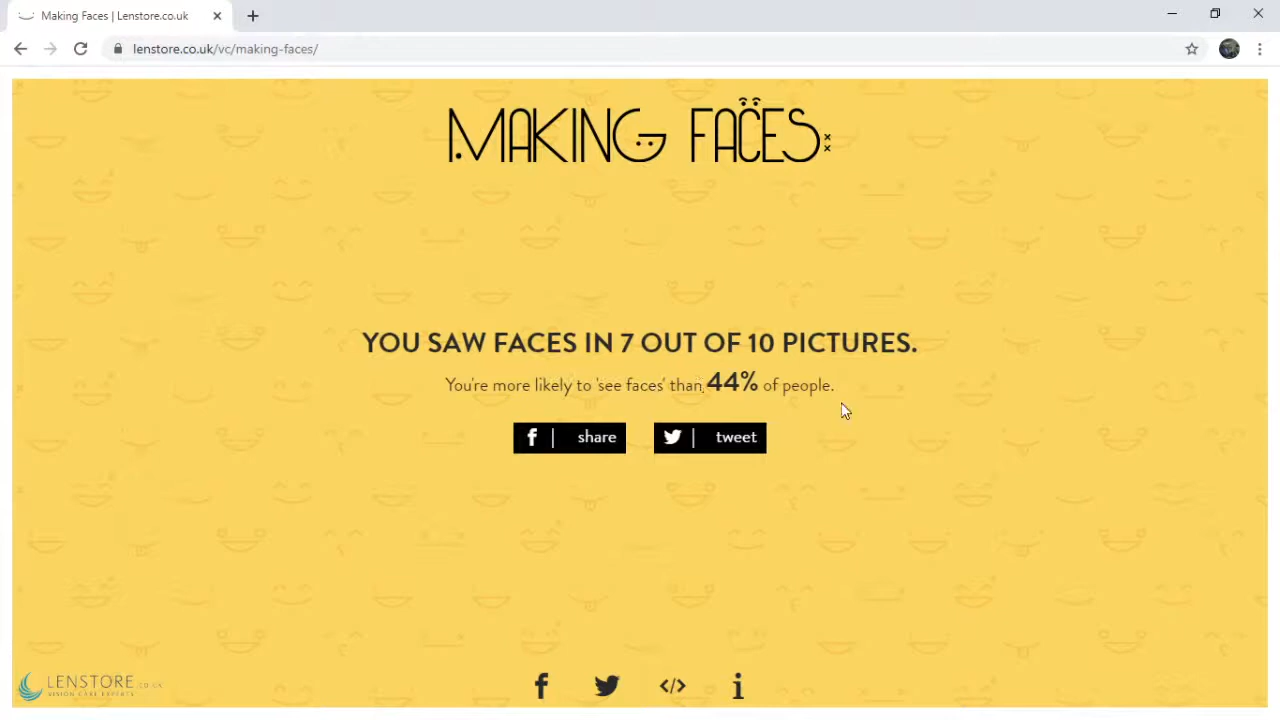 Making Faces | Lenstore.co.uk
lenstore.co.uk/vc/making-faces/
MAKING FACES
YOU SAW FACES IN 7 OUT OF 10 PICTURES.
You're more likely to 'see faces' than 44% of people.
f | share
| tweet
LENSTORE.CO.UK
VISION CARE EXPERTS
f </> i